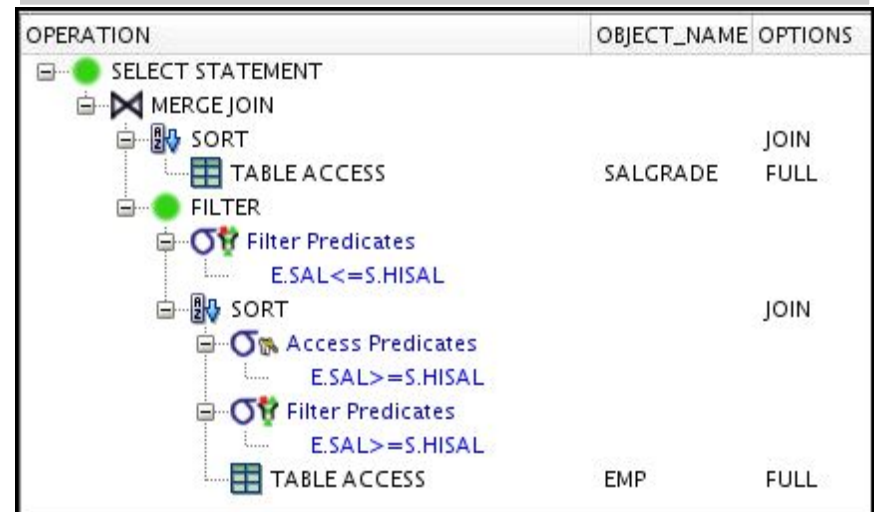 OPERATION OBJECT_NAME OPTIONS
SELECT STATEMENT
MERGE JOIN
SORT JOIN
TABLE ACCESS SALGRADE FULL
FILTER
Filter Predicates
E.SAL<=S.HISAL
SORT JOIN
Access Predicates
E.SAL>=S.HISAL
Filter Predicates
E.SAL>=S.HISAL
TABLE ACCESS EMP FULL